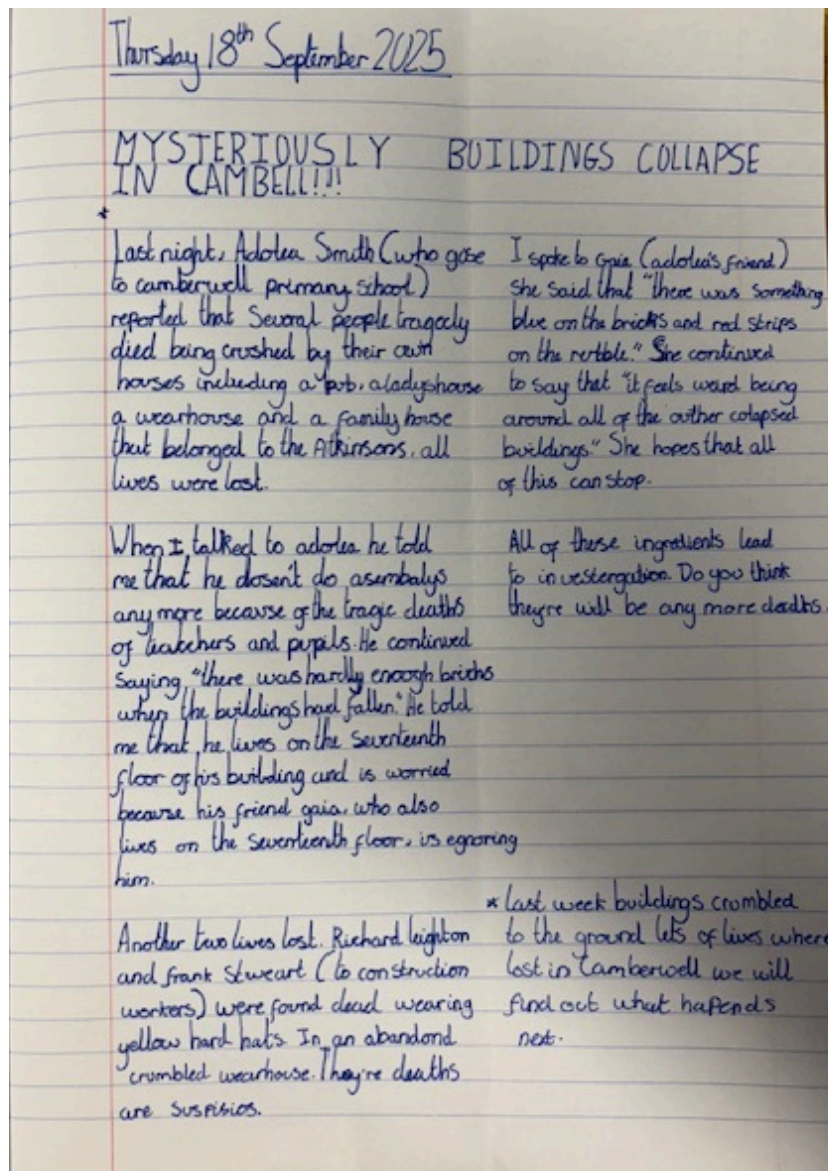 Thursday 18th September 2025
MYSTERIOUSLY BUILDINGS COLLAPSE
IN CAMBELL!!!
*
Last night, Adolea Smith (who gose
to camberwell primary school)
reported that Several people tragecly
died being crushed by their own
houses including a pub, a ladys house
a wearhouse and a family house
that belonged to the Atkinsons, all
lives were lost.
When I talked to adolea he told
me that he dosen't do asembalys
any more because of the tragic deaths
of teatchers and pupils. He continued
Saying "there was hardly enough bricks
when the buildings had fallen." He told
me that he lives on the seventeenth
floor of his building and is worried
because his friend gaia, who also
lives on the seventeenth floor, is egnoring
him.
Another two lives lost. Richard leighton
and frank Stweart (to construction
workers) were found dead wearing
yellow hard hats. In an abandond
crumbled wearhouse. They're deaths
are suspisios.
I spoke to Gaia (adolea's friend)
She said that "there was something
blue on the bricks and red strips
on the rubble." She continued
to say that "it feels weard being
around all of the outher colapsed
buildings." She hopes that all
of this can stop.
All of these ingredients lead
to investergation. Do you think
they're will be any more deaths.
* last week buildings crumbled
to the ground lots of lives where
lost in Camberwell we will
find out what hafends
next.